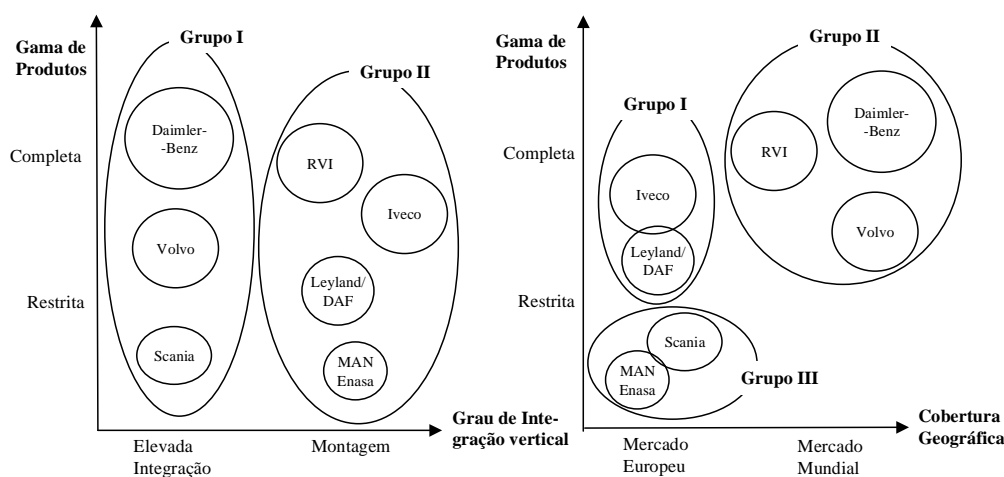 Gama de
Produtos
Grupo I
Grupo II
Daimler-
-Benz
Completa
RVI
Iveco
Volvo
Leyland/
DAF
Restrita
Scania
MAN
Enasa
Grau de Inte-
gração vertical
Elevada
Integração
Montagem
Gama de
Produtos
Grupo II
Grupo I
Daimler-
-Benz
RVI
Completa
Iveco
Volvo
Leyland/
DAF
Restrita
Scania
MAN
Enasa
Grupo III
Cobertura
Geográfica
Mercado
Europeu
Mercado
Mundial